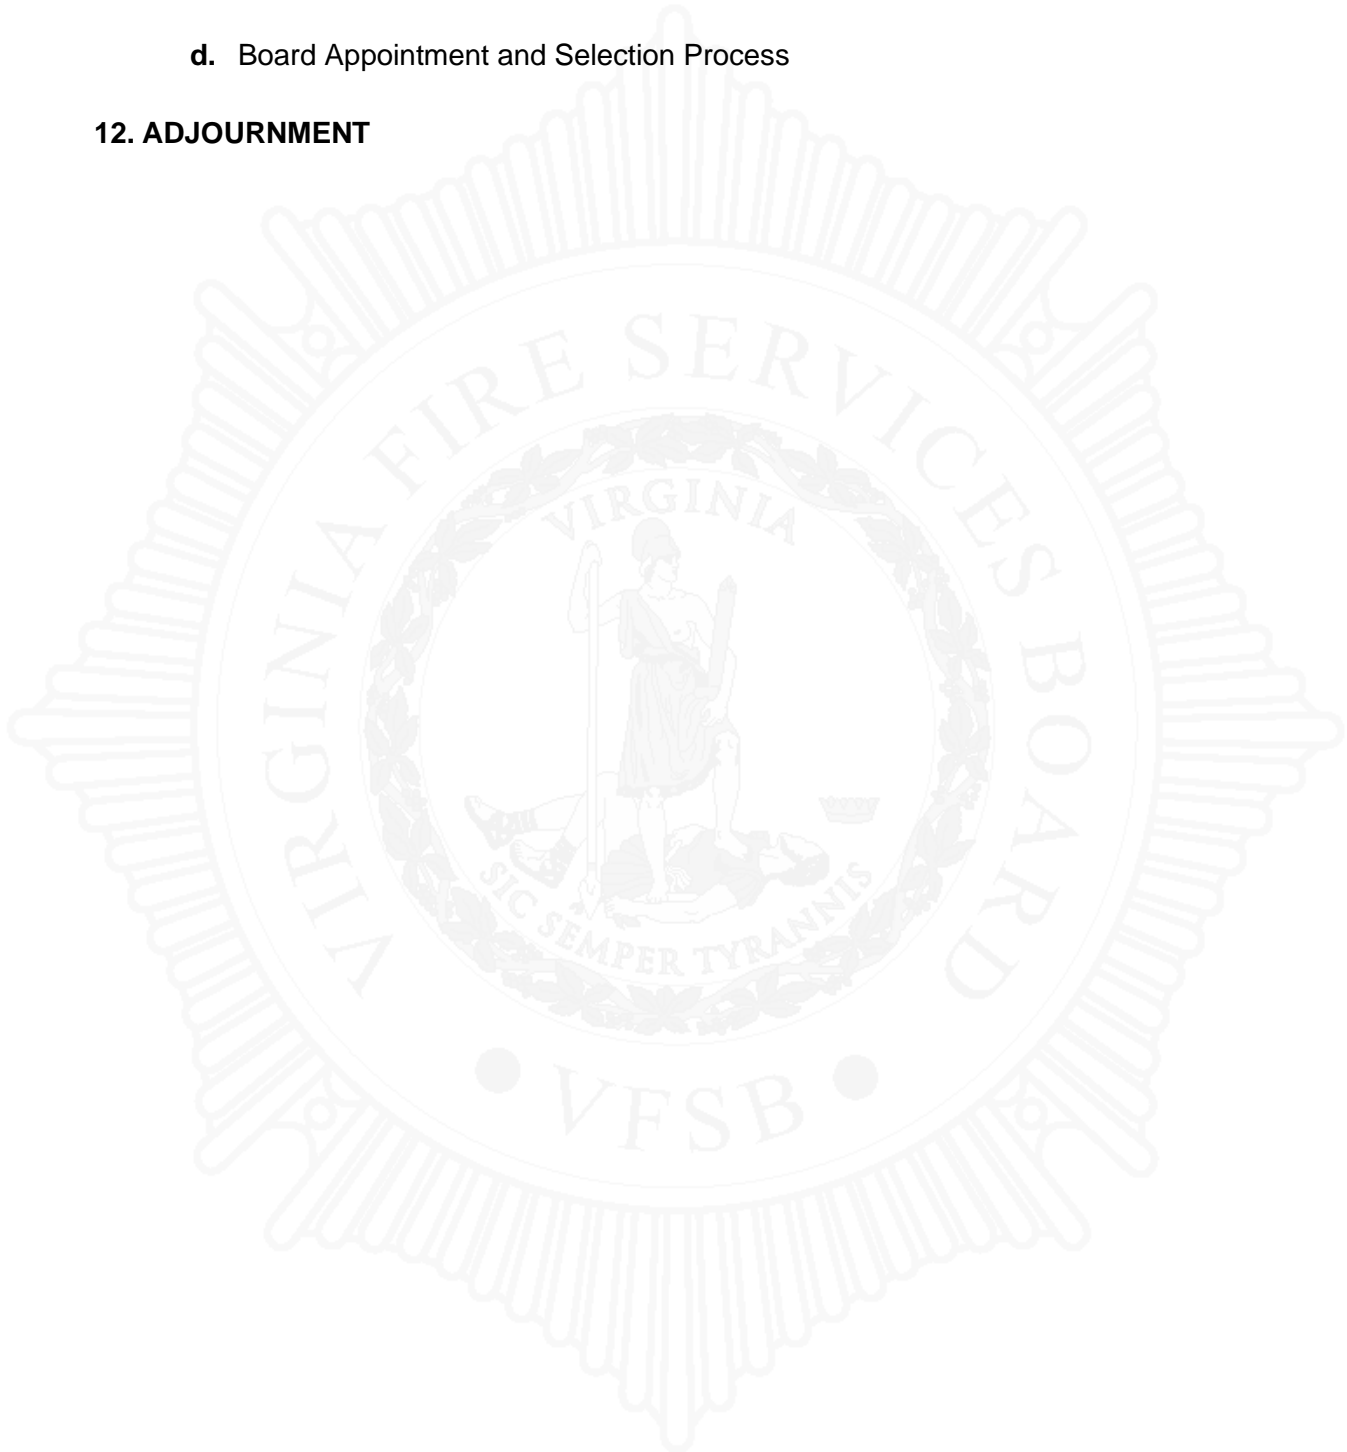 d. Board Appointment and Selection Process
12. ADJOURNMENT
VIRGINIA FIRE SERVICES BOARD
VIRGINIA
SIC SEMPER TYRANNIS
• VFSB •